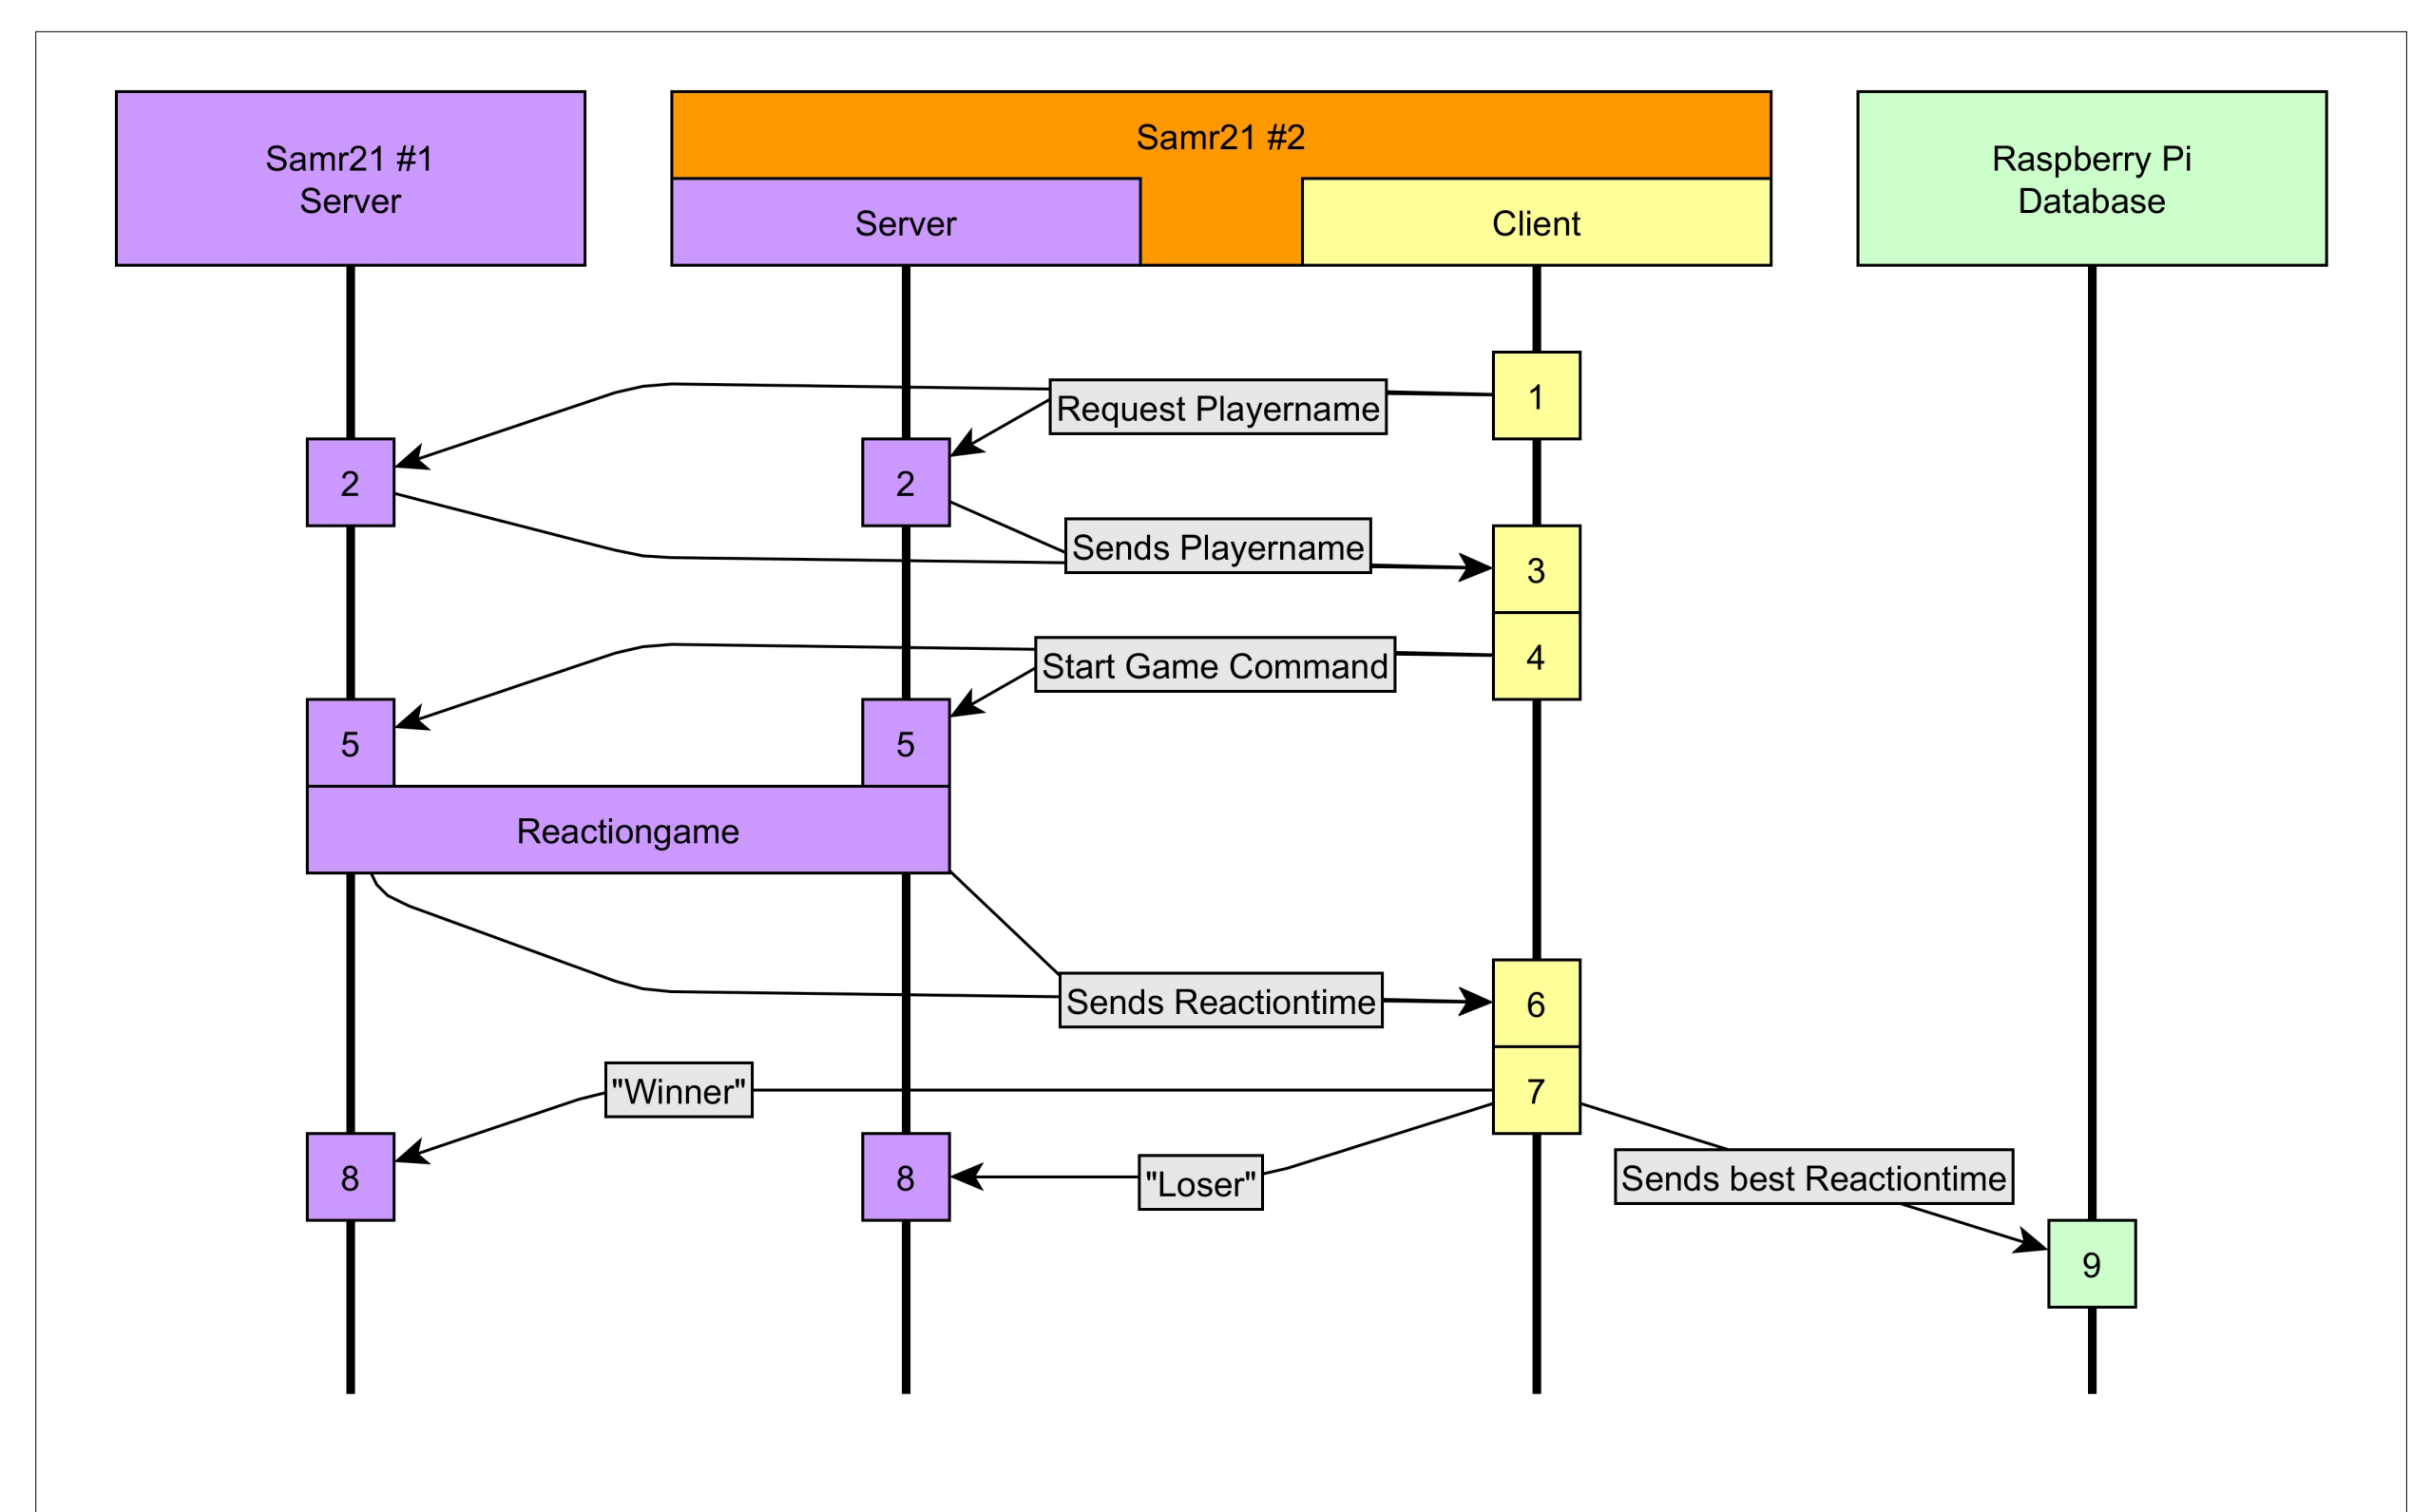 Samr21 #1
Server
Samr21 #2
Server
Client
Raspberry Pi
Database
1
Request Playername
2
2
Sends Playername
3
4
Start Game Command
5
5
Reactiongame
6
Sends Reactiontime
7
"Winner"
8
8
"Loser"
Sends best Reactiontime
9